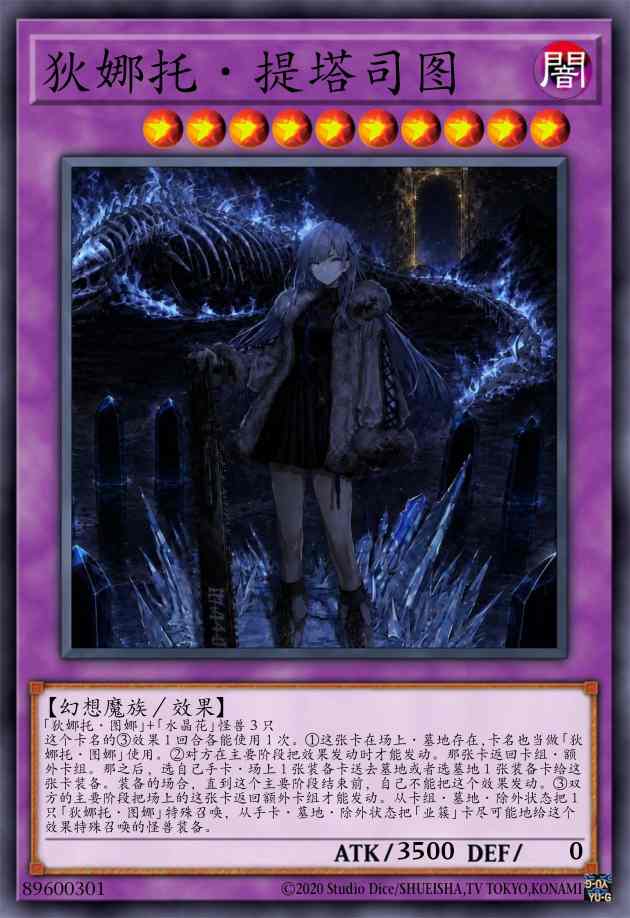 狄娜托·提塔司图
闇
【幻想魔族／效果】
「狄娜托·图娜」+「水晶花」怪兽３只
这个卡名的③效果１回合各能使用１次。①这张卡在场上·墓地存在,卡名也当做「狄
娜托·图娜」使用。②对方在主要阶段把效果发动时才能发动。那张卡返回卡组·额
外卡组。那之后，选自己手卡·场上１张装备卡送去墓地或者选墓地１张装备卡给这
张卡装备。装备的场合，直到这个主要阶段结束前，自己不能把这个效果发动。③双
方的主要阶段把场上的这张卡返回额外卡组才能发动。从卡组·墓地·除外状态把１
只「狄娜托·图娜」特殊召唤，从手卡·墓地·除外状态把「业簇」卡尽可能地给这个
效果特殊召唤的怪兽装备。
ATK/3500 DEF/ 0
89600301 ©2020 Studio Dice/SHUEISHA,TV TOKYO,KONAMI